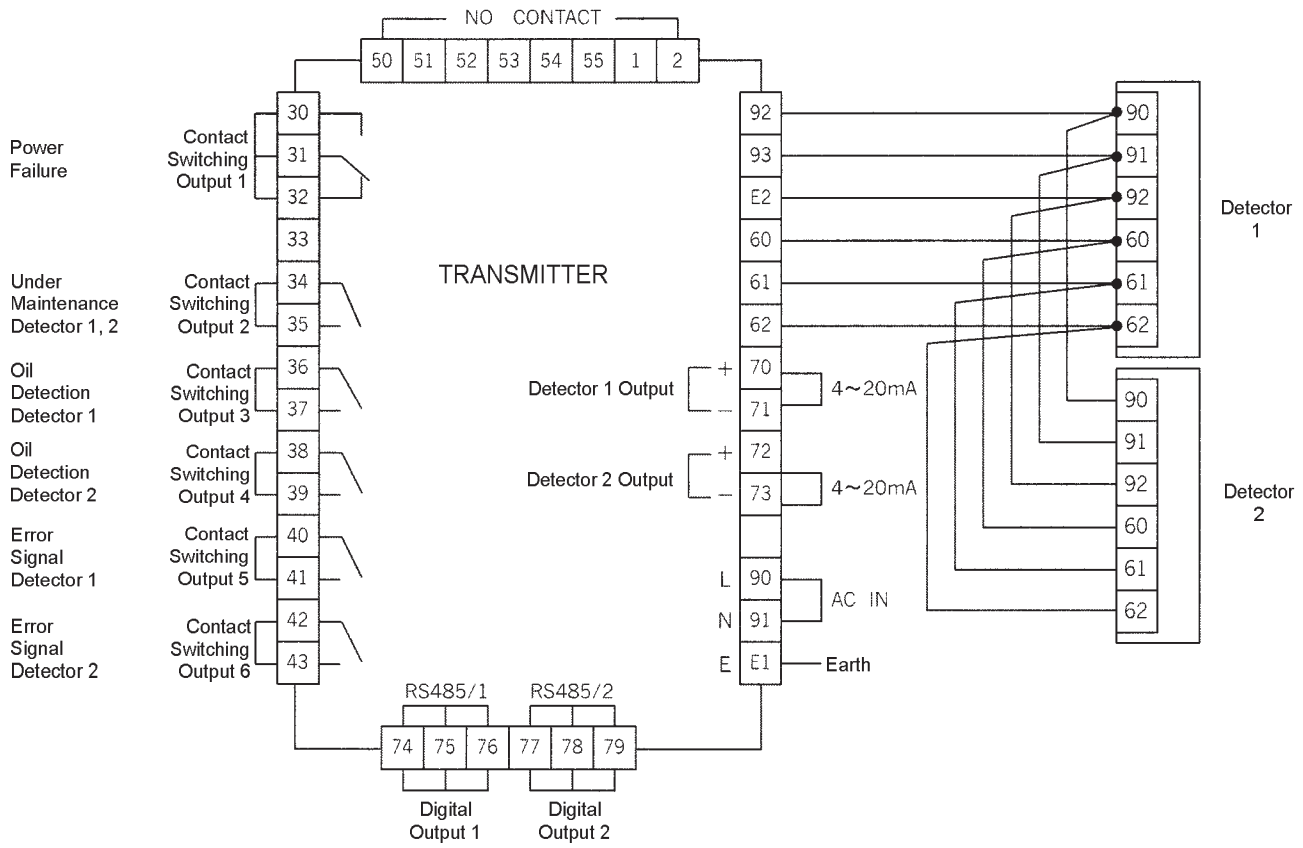 NO CONTACT
50 51 52 53 54 55 1 2
Power
Failure
Contact
Switching
Output 1
30
31
32
33
Under
Maintenance
Detector 1, 2
Contact
Switching
Output 2
34
35
Oil
Detection
Detector 1
Contact
Switching
Output 3
36
37
Oil
Detection
Detector 2
Contact
Switching
Output 4
38
39
Error
Signal
Detector 1
Contact
Switching
Output 5
40
41
Error
Signal
Detector 2
Contact
Switching
Output 6
42
43
TRANSMITTER
92
93
E2
60
61
62
Detector 1 Output
+
−
70
71
4~20mA
Detector 2 Output
+
−
72
73
4~20mA
L 90
N 91
AC IN
E E1 Earth
90
91
92
60
61
62
Detector
1
90
91
92
60
61
62
Detector
2
RS485/1 RS485/2
74 75 76 77 78 79
Digital
Output 1
Digital
Output 2